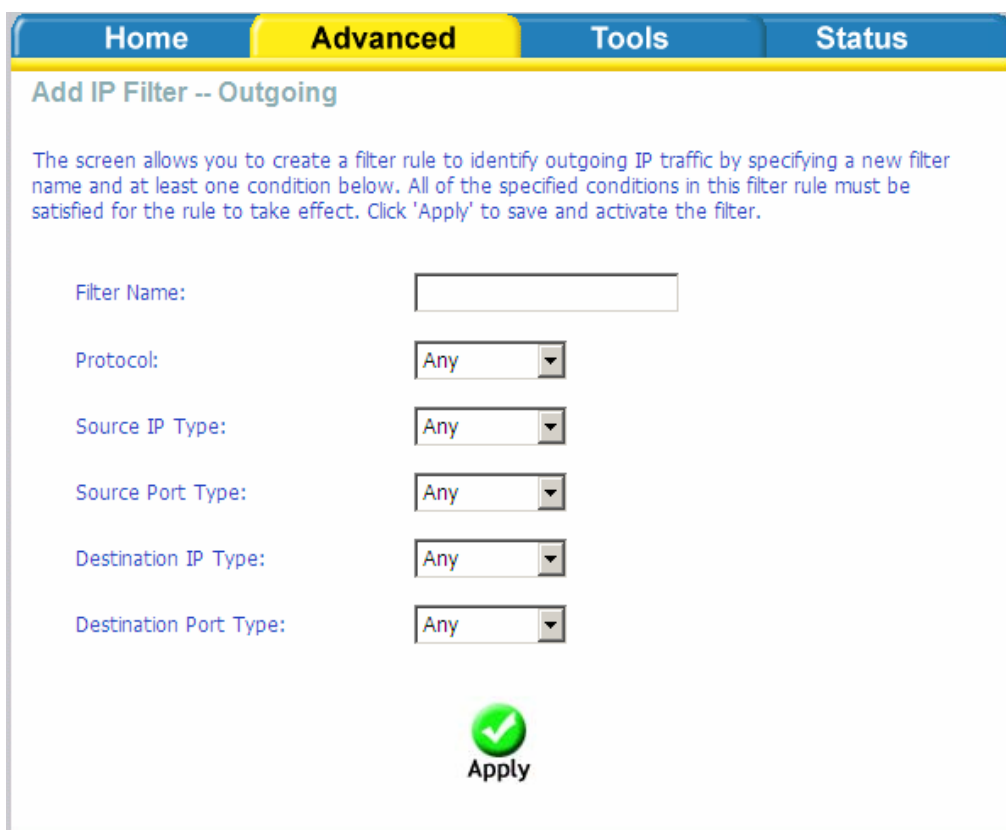 Home Advanced Tools Status
Add IP Filter -- Outgoing
The screen allows you to create a filter rule to identify outgoing IP traffic by specifying a new filter
name and at least one condition below. All of the specified conditions in this filter rule must be
satisfied for the rule to take effect. Click 'Apply' to save and activate the filter.
Filter Name:
Protocol: Any
Source IP Type: Any
Source Port Type: Any
Destination IP Type: Any
Destination Port Type: Any
Apply